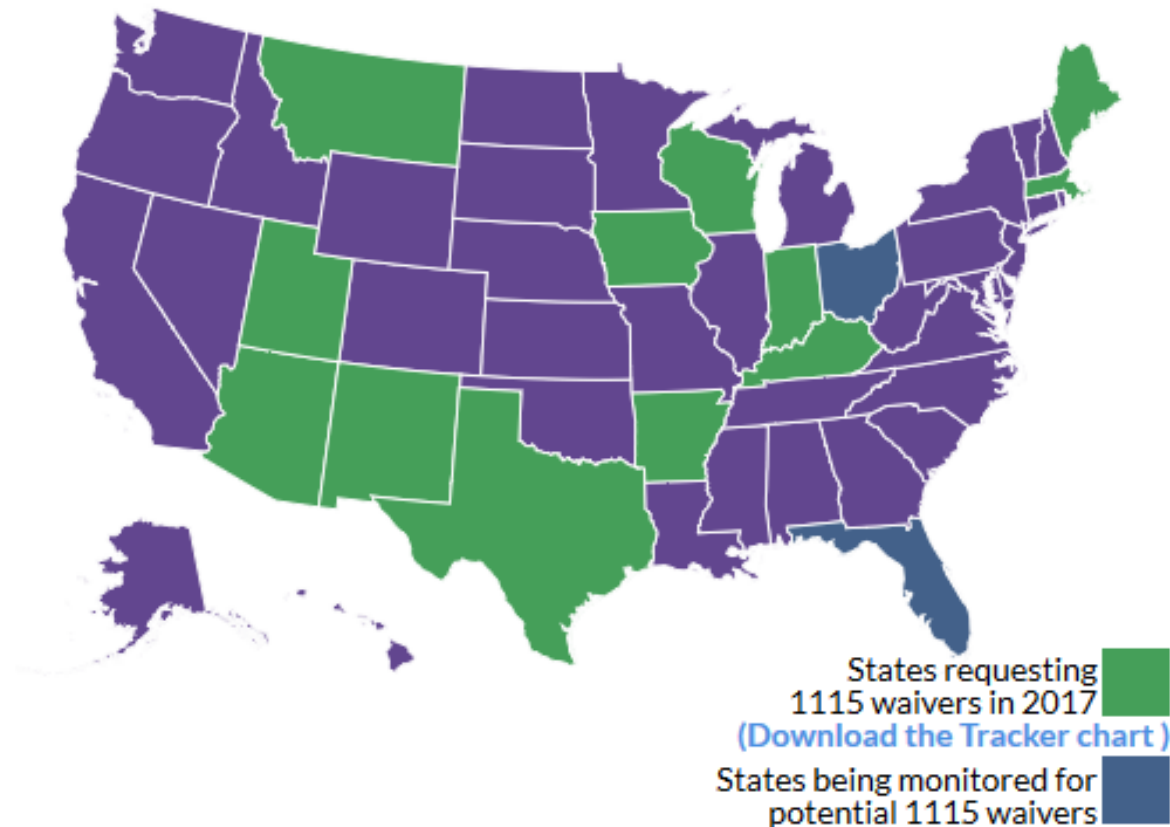 States requesting
1115 waivers in 2017
(Download the Tracker chart )
States being monitored for
potential 1115 waivers